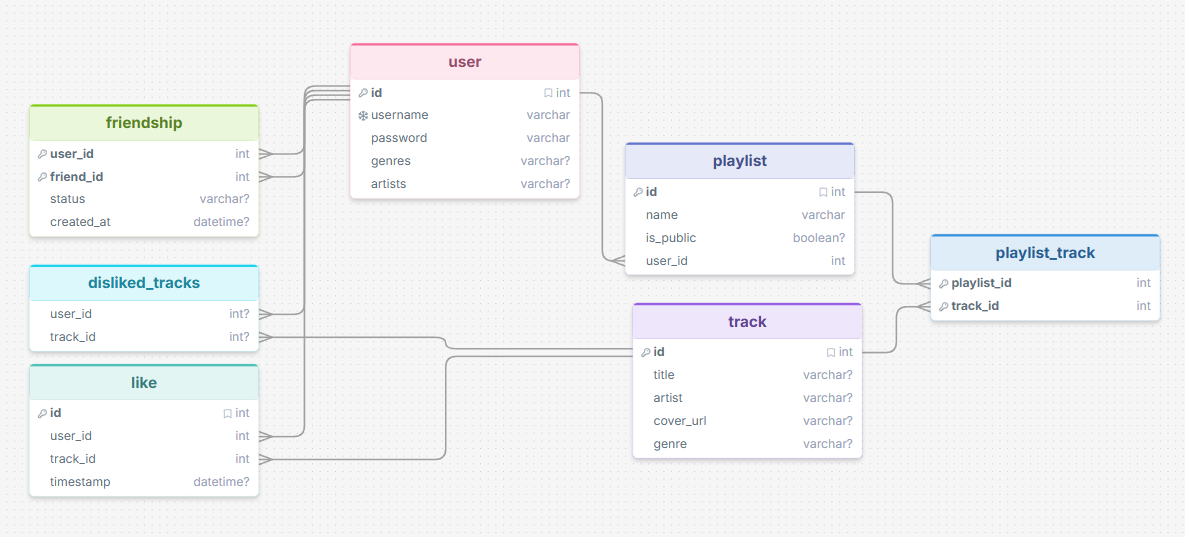 user
id int
username varchar
password varchar
genres varchar?
artists varchar?
friendship
user_id int
friend_id int
status varchar?
created_at datetime?
disliked_tracks
user_id int?
track_id int?
like
id int
user_id int
track_id int
timestamp datetime?
playlist
id int
name varchar
is_public boolean?
user_id int
track
id int
title varchar?
artist varchar?
cover_url varchar?
genre varchar?
playlist_track
playlist_id int
track_id int